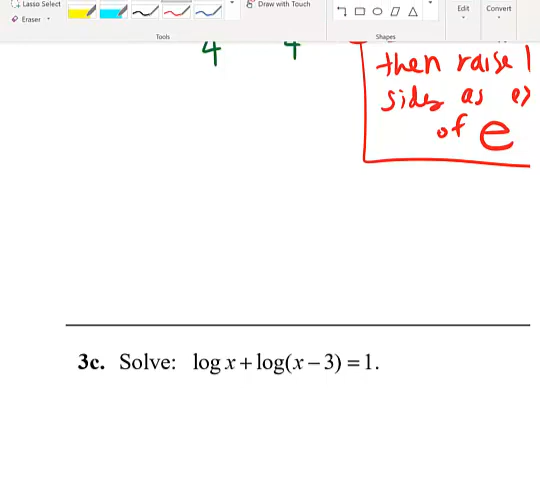 Lasso Select
Draw with Touch
Edit
Convert
Eraser
Tools
Shapes
4 4
then raise
sides as
of e
3c. Solve: log x + log(x − 3) = 1.